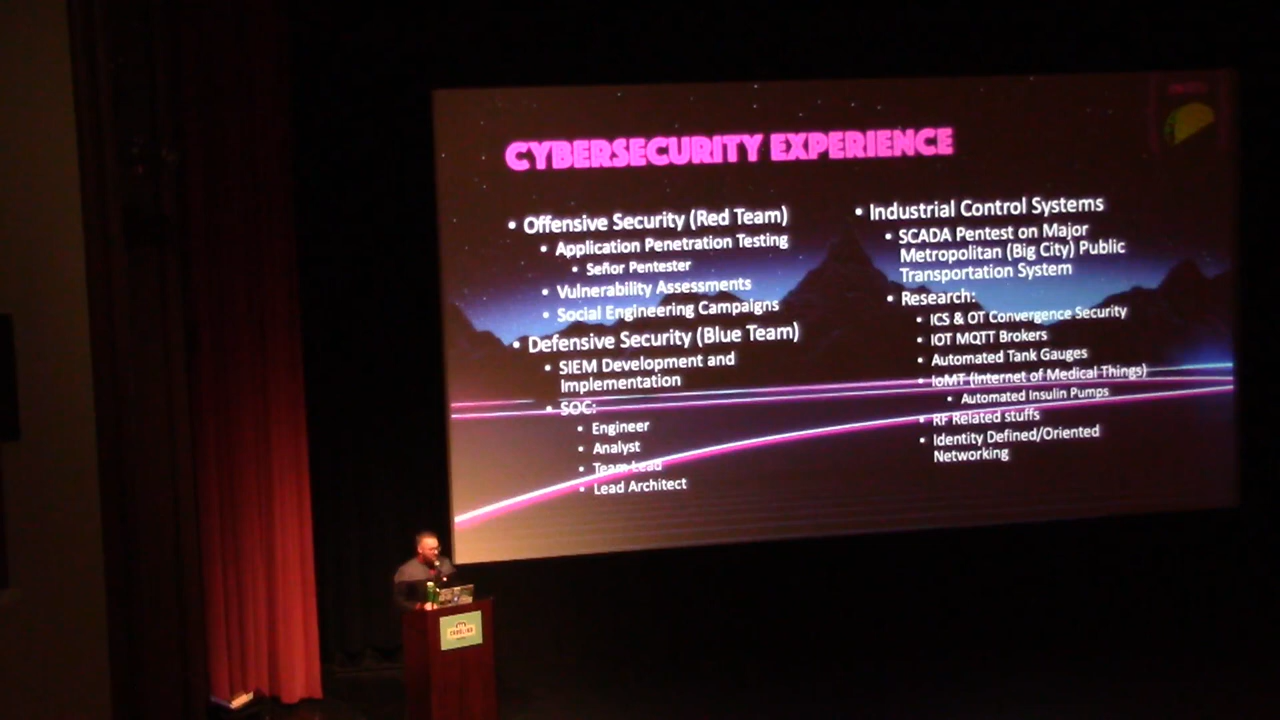 CYBERSECURITY EXPERIENCE
• Offensive Security (Red Team)
• Application Penetration Testing
• Señor Pentester
• Vulnerability Assessments
• Social Engineering Campaigns
• Defensive Security (Blue Team)
• SIEM Development and
Implementation
• SOC:
• Engineer
• Analyst
• Team Lead
• Lead Architect
• Industrial Control Systems
• SCADA Pentest on Major
Metropolitan (Big City) Public
Transportation System
• Research:
• ICS & OT Convergence Security
• IOT MQTT Brokers
• Automated Tank Gauges
• IoMT (Internet of Medical Things)
• Automated Insulin Pumps
• RF Related stuffs
• Identity Defined/Oriented
Networking
CAROLINA